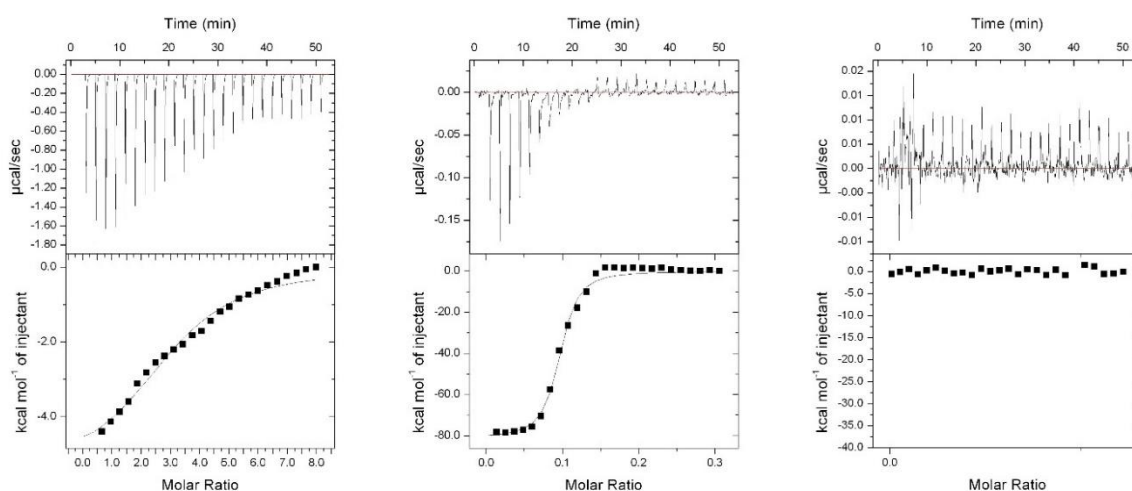 Time (min)
0 10 20 30 40 50
0.00
-0.20
-0.40
-0.60
-0.80
-1.00
-1.20
-1.40
-1.60
-1.80
µcal/sec
0.0
-2.0
-4.0
kcal mol⁻¹ of injectant
0.0 1.0 2.0 3.0 4.0 5.0 6.0 7.0 8.0
Molar Ratio
Time (min)
0 10 20 30 40 50
0.00
-0.05
-0.10
-0.15
µcal/sec
0.0
-20.0
-40.0
-60.0
-80.0
kcal mol⁻¹ of injectant
0.0 0.1 0.2 0.3
Molar Ratio
Time (min)
0 10 20 30 40 50
0.02
0.01
0.01
0.00
-0.00
-0.01
-0.01
µcal/sec
0.0
-5.0
-10.0
-15.0
-20.0
-25.0
-30.0
-35.0
-40.0
kcal mol⁻¹ of injectant
0.0
Molar Ratio